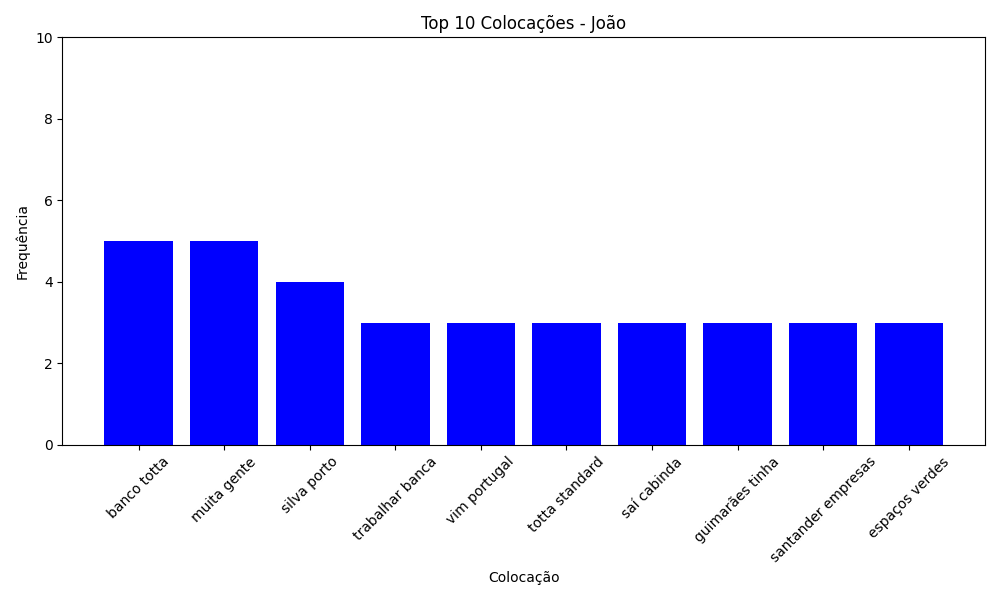 Top 10 Colocações - João
Frequência
10
8
6
4
2
0
banco totta
muita gente
silva porto
trabalhar banca
vim portugal
totta standard
saí cabinda
guimarães tinha
santander empresas
espaços verdes
Colocação